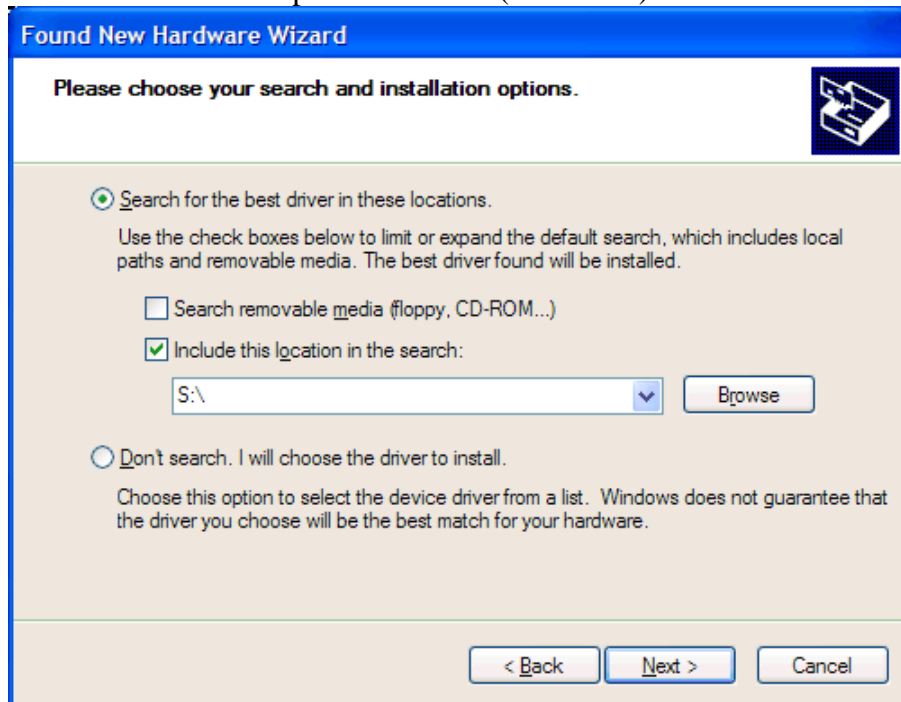 Found New Hardware Wizard
Please choose your search and installation options.
Search for the best driver in these locations.
Use the check boxes below to limit or expand the default search, which includes local
paths and removable media. The best driver found will be installed.
Search removable media (floppy, CD-ROM...)
Include this location in the search:
S:\
Browse
Don't search. I will choose the driver to install.
Choose this option to select the device driver from a list. Windows does not guarantee that
the driver you choose will be the best match for your hardware.
< Back Next > Cancel